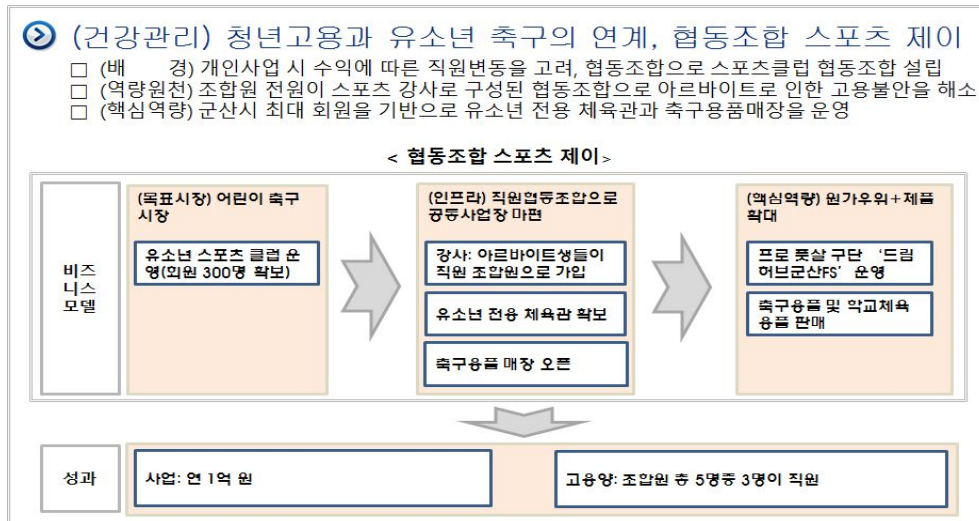 (건강관리) 청년고용과 유소년 축구의 연계, 협동조합 스포츠 제이
□ (배 경) 개인사업 시 수익에 따른 직원변동을 고려, 협동조합으로 스포츠클럽 협동조합 설립
□ (역량원천) 조합원 전원이 스포츠 강사로 구성된 협동조합으로 아르바이트로 인한 고용불안을 해소
□ (핵심역량) 군산시 최대 회원을 기반으로 유소년 전용 체육관과 축구용품매장을 운영
< 협동조합 스포츠 제이>
비즈
니스
모델
(목표시장) 어린이 축구
시장
유소년 스포츠 클럽 운
영(회원 300명 확보)
(인프라) 직원협동조합으로
공동사업장 마련
강사: 아르바이트생들이
직원 조합원으로 가입
유소년 전용 체육관 확보
축구용품 매장 오픈
(핵심역량) 원가우위+제품
확대
프로 풋살 구단 ‘드림
허브군산FS’ 운영
축구용품 및 학교체육
용품 판매
성과
사업: 연 1억 원
고용양: 조합원 총 5명중 3명이 직원